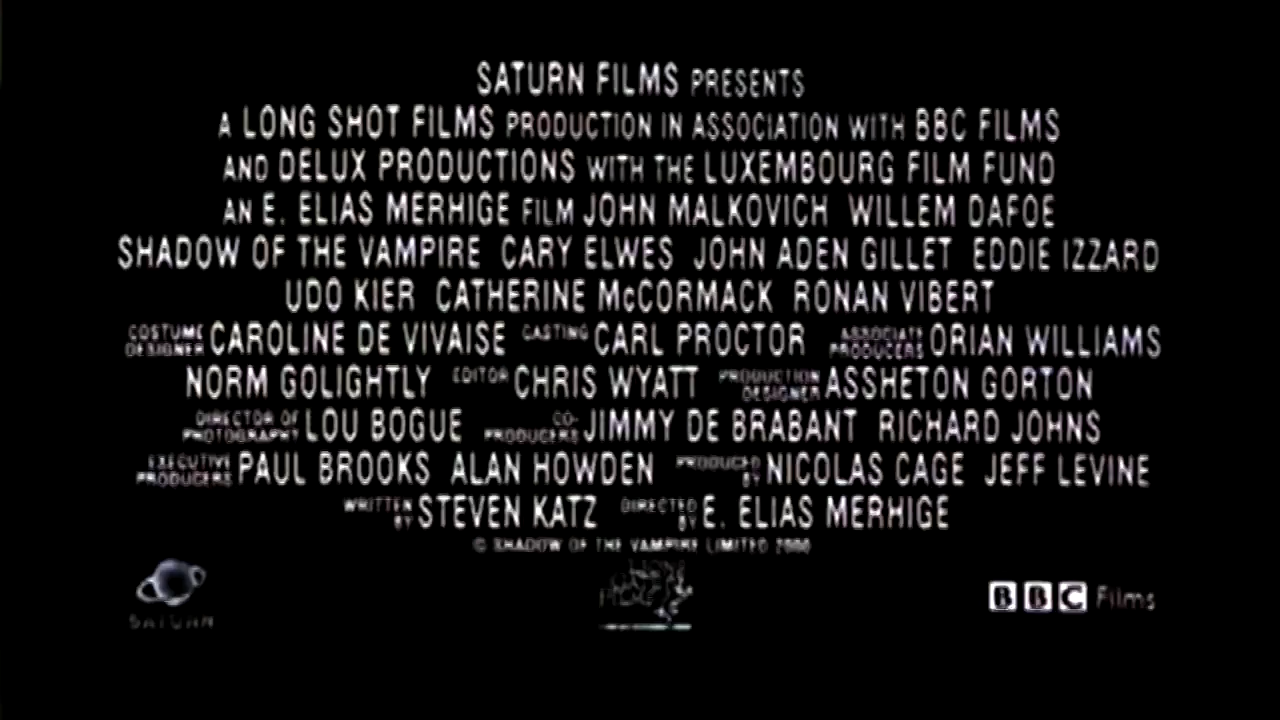 SATURN FILMS PRESENTS
A LONG SHOT FILMS PRODUCTION IN ASSOCIATION WITH BBC FILMS
AND DELUX PRODUCTIONS WITH THE LUXEMBOURG FILM FUND
AN E. ELIAS MERHIGE FILM JOHN MALKOVICH WILLEM DAFOE
SHADOW OF THE VAMPIRE CARY ELWES JOHN ADEN GILLET EDDIE IZZARD
UDO KIER CATHERINE McCORMACK RONAN VIBERT
COSTUME DESIGNER CAROLINE DE VIVAISE CASTING CARL PROCTOR ASSOCIATE PRODUCERS ORIAN WILLIAMS
NORM GOLIGHTLY EDITOR CHRIS WYATT PRODUCTION DESIGNER ASSHETON GORTON
DIRECTOR OF PHOTOGRAPHY LOU BOGUE CO-PRODUCERS JIMMY DE BRABANT RICHARD JOHNS
EXECUTIVE PRODUCERS PAUL BROOKS ALAN HOWDEN PRODUCED BY NICOLAS CAGE JEFF LEVINE
WRITTEN BY STEVEN KATZ DIRECTED BY E. ELIAS MERHIGE
© SHADOW OF THE VAMPIRE LIMITED 2000
SATURN
BBC Films